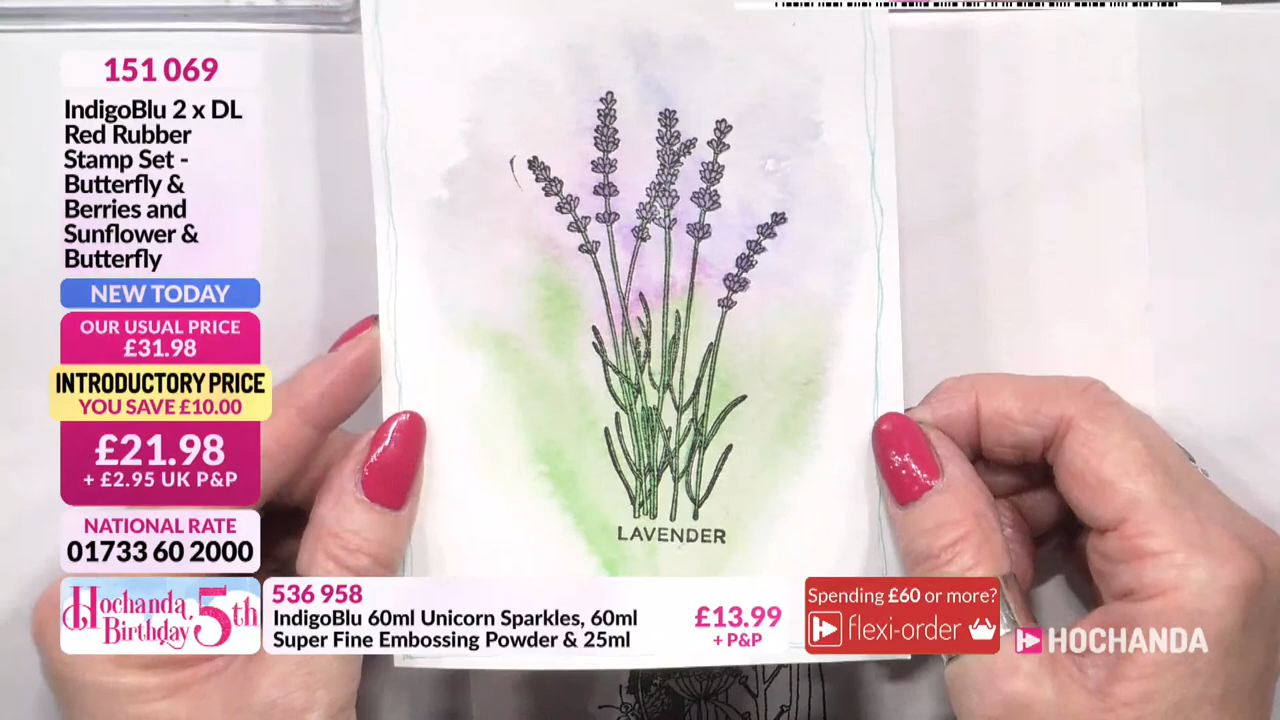 151 069
IndigoBlu 2 x DL
Red Rubber
Stamp Set -
Butterfly &
Berries and
Sunflower &
Butterfly
NEW TODAY
OUR USUAL PRICE
£31.98
INTRODUCTORY PRICE
YOU SAVE £10.00
£21.98
+ £2.95 UK P&P
NATIONAL RATE
01733 60 2000
LAVENDER
Hochanda
Birthday 5th
536 958
IndigoBlu 60ml Unicorn Sparkles, 60ml
Super Fine Embossing Powder & 25ml
£13.99
+ P&P
Spending £60 or more?
flexi-order
HOCHANDA